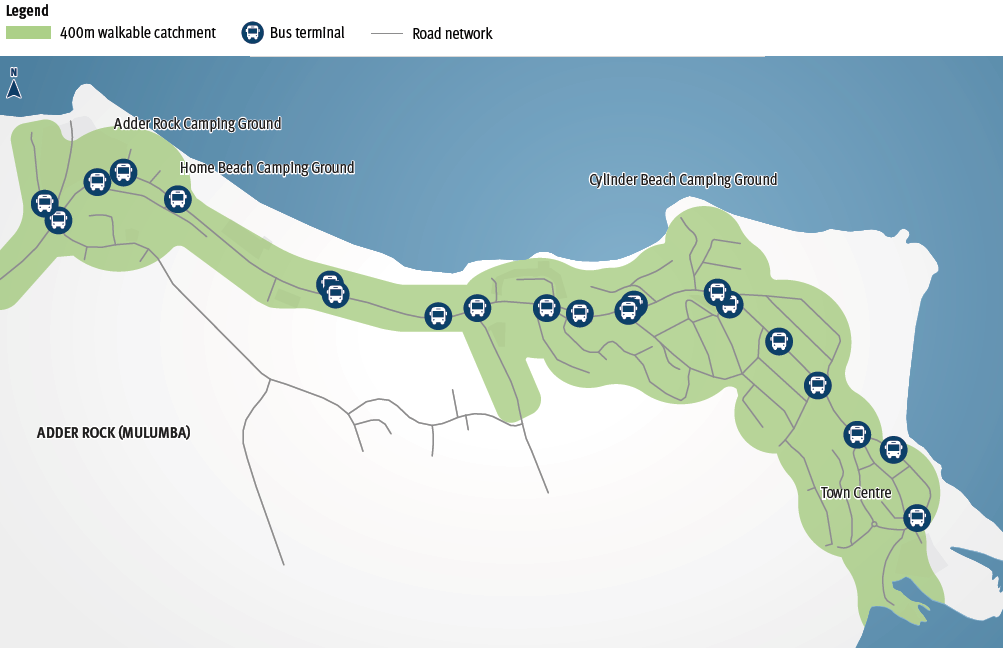 Legend
400m walkable catchment
Bus terminal
Road network
N
Adder Rock Camping Ground
Home Beach Camping Ground
Cylinder Beach Camping Ground
ADDER ROCK (MULUMBA)
Town Centre